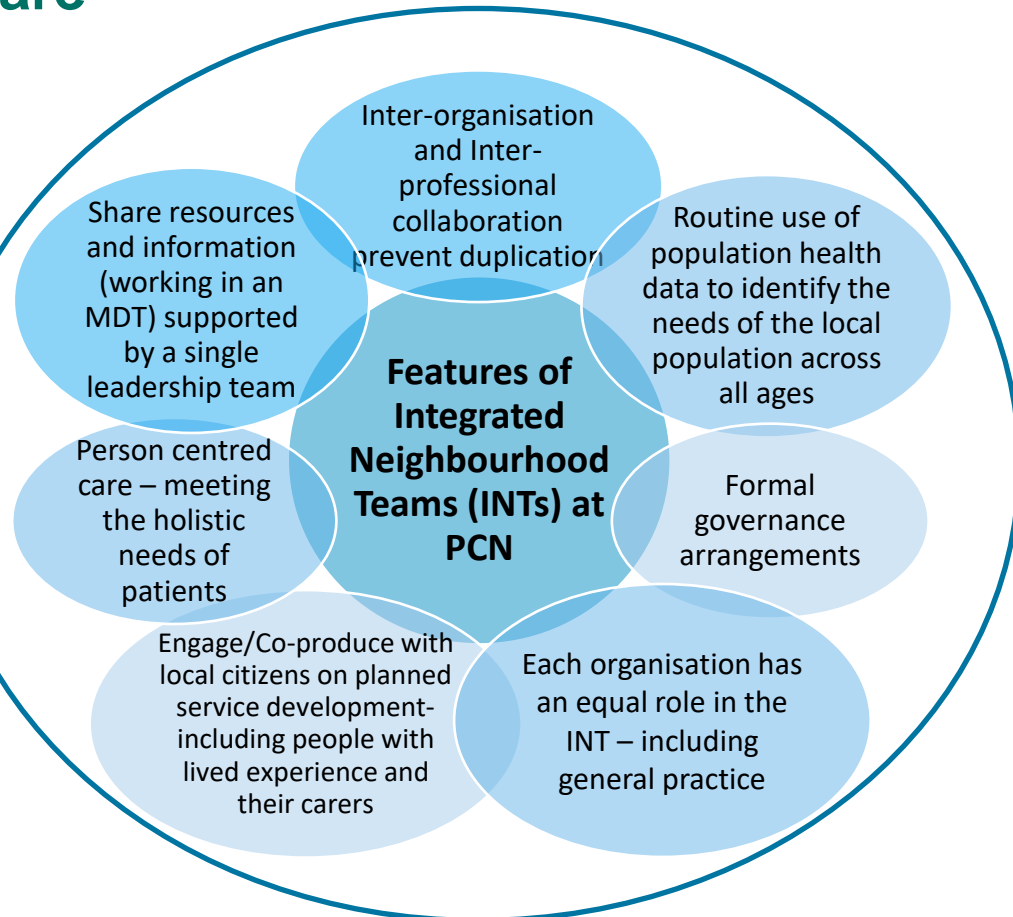 Inter-organisation
and Inter-
professional
collaboration
prevent duplication
Routine use of
population health
data to identify the
needs of the local
population across
all ages
Formal
governance
arrangements
Each organisation has
an equal role in the
INT – including
general practice
Engage/Co-produce with
local citizens on planned
service development-
including people with
lived experience and
their carers
Person centred
care – meeting
the holistic
needs of
patients
Share resources
and information
(working in an
MDT) supported
by a single
leadership team
Features of
Integrated
Neighbourhood
Teams (INTs) at
PCN